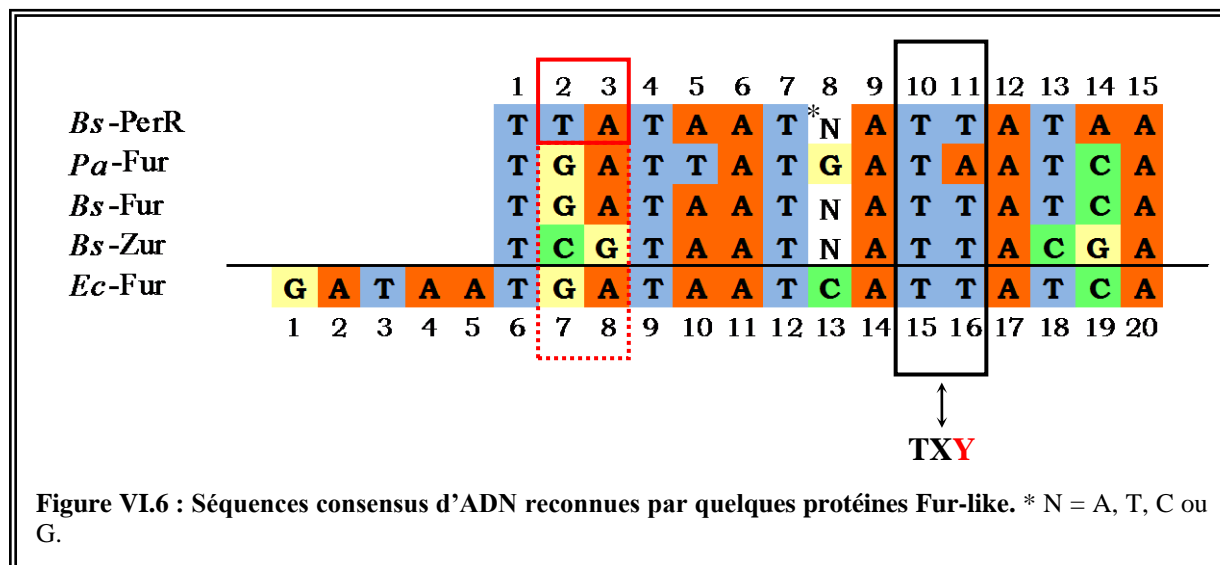 1 2 3 4 5 6 7 8 9 10 11 12 13 14 15
Bs-PerR T T A T A A T *N A T T A T A A
Pa-Fur T G A T T A T G A T A A T C A
Bs-Fur T G A T A A T N A T T A T C A
Bs-Zur T C G T A A T N A T T A C G A
Ec-Fur G A T A A T G A T A A T C A T T A T C A
1 2 3 4 5 6 7 8 9 10 11 12 13 14 15 16 17 18 19 20
TXY
Figure VI.6 : Séquences consensus d’ADN reconnues par quelques protéines Fur-like. * N = A, T, C ou
G.